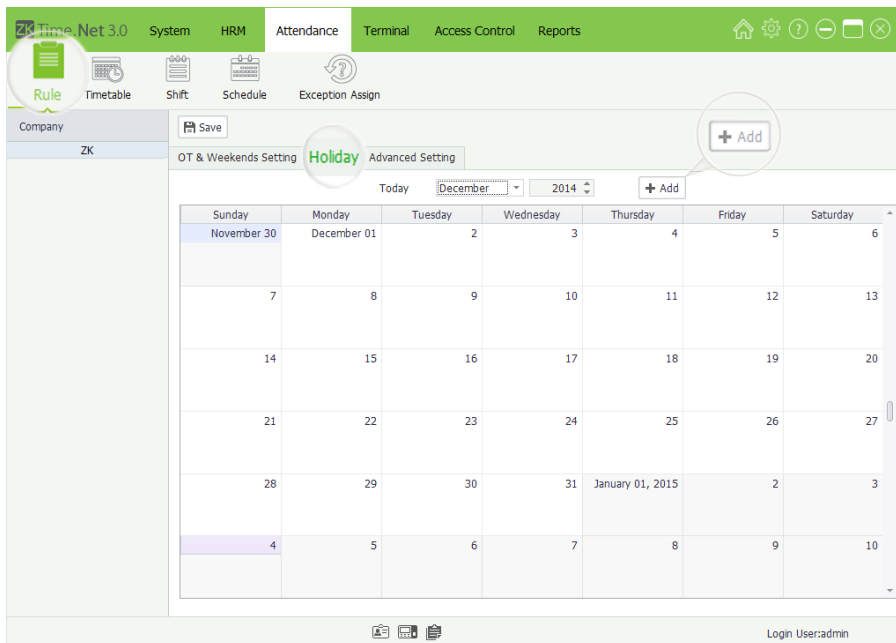 ZK Time.Net 3.0 System HRM Attendance Terminal Access Control Reports
Rule Timetable Shift Schedule Exception Assign
Company
ZK
Save
OT & Weekends Setting Holiday Advanced Setting
+ Add
Today December 2014 + Add
Sunday Monday Tuesday Wednesday Thursday Friday Saturday
November 30 December 01 2 3 4 5 6
7 8 9 10 11 12 13
14 15 16 17 18 19 20
21 22 23 24 25 26 27
28 29 30 31 January 01, 2015 2 3
4 5 6 7 8 9 10
Login User:admin